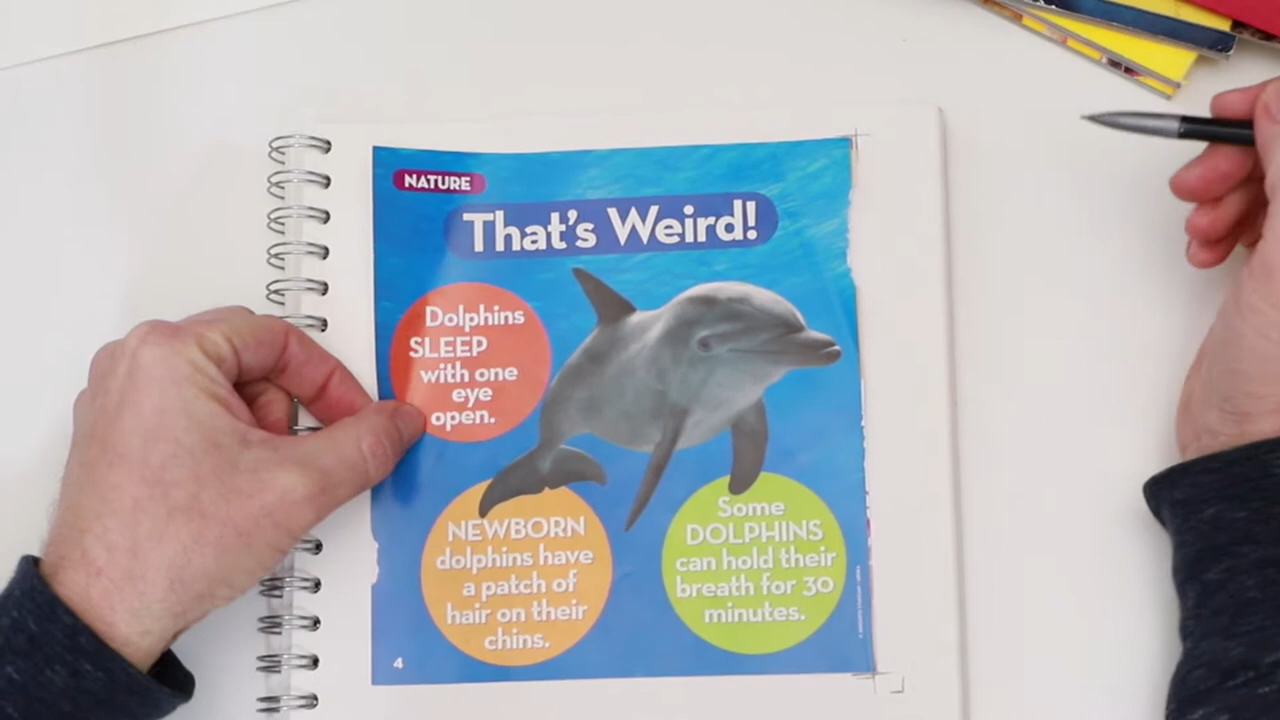 NATURE
That's Weird!
Dolphins
SLEEP
with one
eye
open.
NEWBORN
dolphins have
a patch of
hair on their
chins.
Some
DOLPHINS
can hold their
breath for 30
minutes.
4